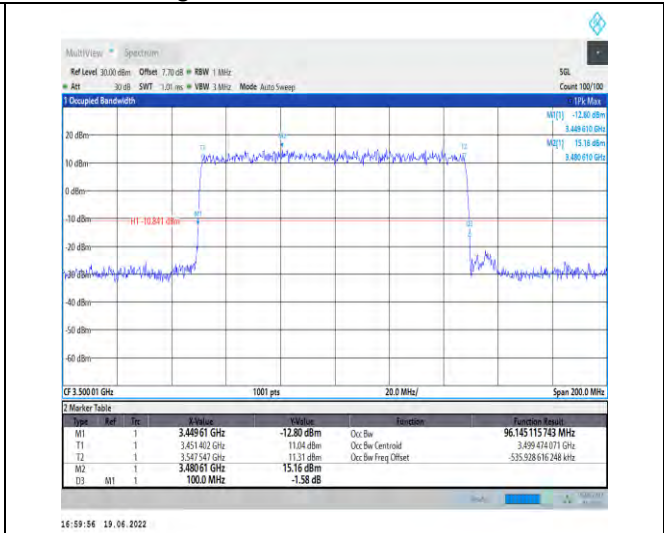 MultiView Spectrum
Ref Level 30.00 dBm Offset 7.70 dB RBW 1 MHz SGL
Att 30 dB SWT 1.01 ms VBW 3 MHz Mode Auto Sweep Count 100/100
1 Occupied Bandwidth 1Pk Max
M1[1] -12.80 dBm
3.449 610 GHz
20 dBm
M2[1] 15.16 dBm
3.480 610 GHz
T1 M2 T2
10 dBm
0 dBm
-10 dBm
H1 -10.841 dBm
M1
D3
-20 dBm
-30 dBm
-40 dBm
-50 dBm
-60 dBm
CF 3.500 01 GHz 1001 pts 20.0 MHz/ Span 200.0 MHz
2 Marker Table
Type Ref Trc X-Value Y-Value Function Function Result
M1 1 3.449 61 GHz -12.80 dBm Occ Bw 96.145 115 743 MHz
T1 1 3.451 402 GHz 11.04 dBm Occ Bw Centroid 3.499 474 071 GHz
T2 1 3.547 547 GHz 11.31 dBm Occ Bw Freq Offset -535.928 616 248 kHz
M2 1 3.480 61 GHz 15.16 dBm
D3 M1 1 100.0 MHz -1.58 dB
16:59:56 19.06.2022